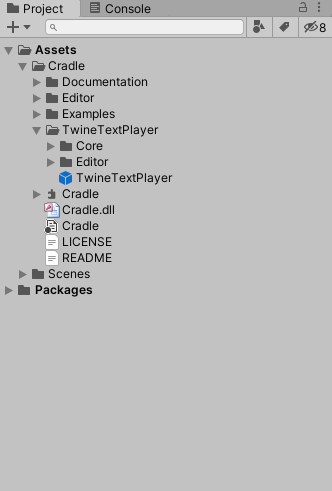 Project Console
8
Assets
Cradle
Documentation
Editor
Examples
TwineTextPlayer
Core
Editor
TwineTextPlayer
Cradle
Cradle.dll
Cradle
LICENSE
README
Scenes
Packages